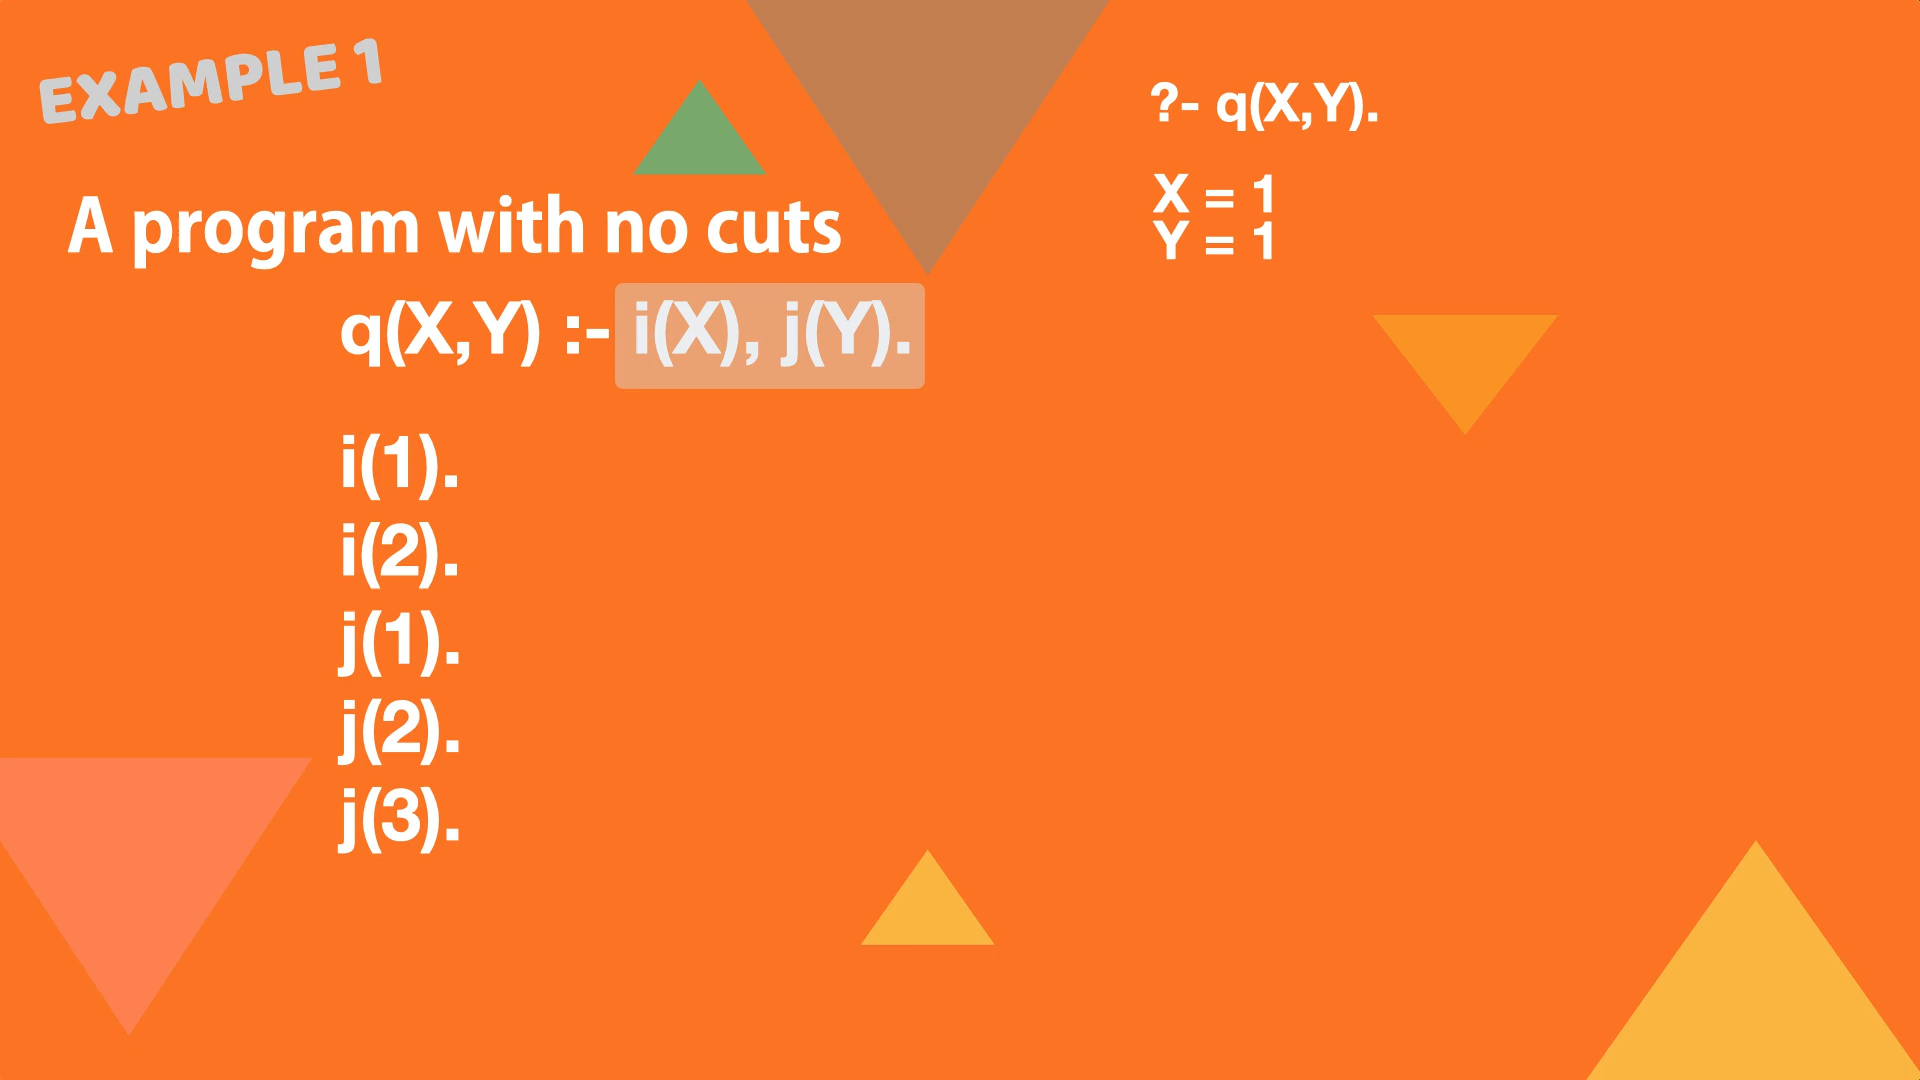 EXAMPLE 1
A program with no cuts
q(X,Y) :- i(X), j(Y).
i(1).
i(2).
j(1).
j(2).
j(3).
?- q(X,Y).
X = 1
Y = 1